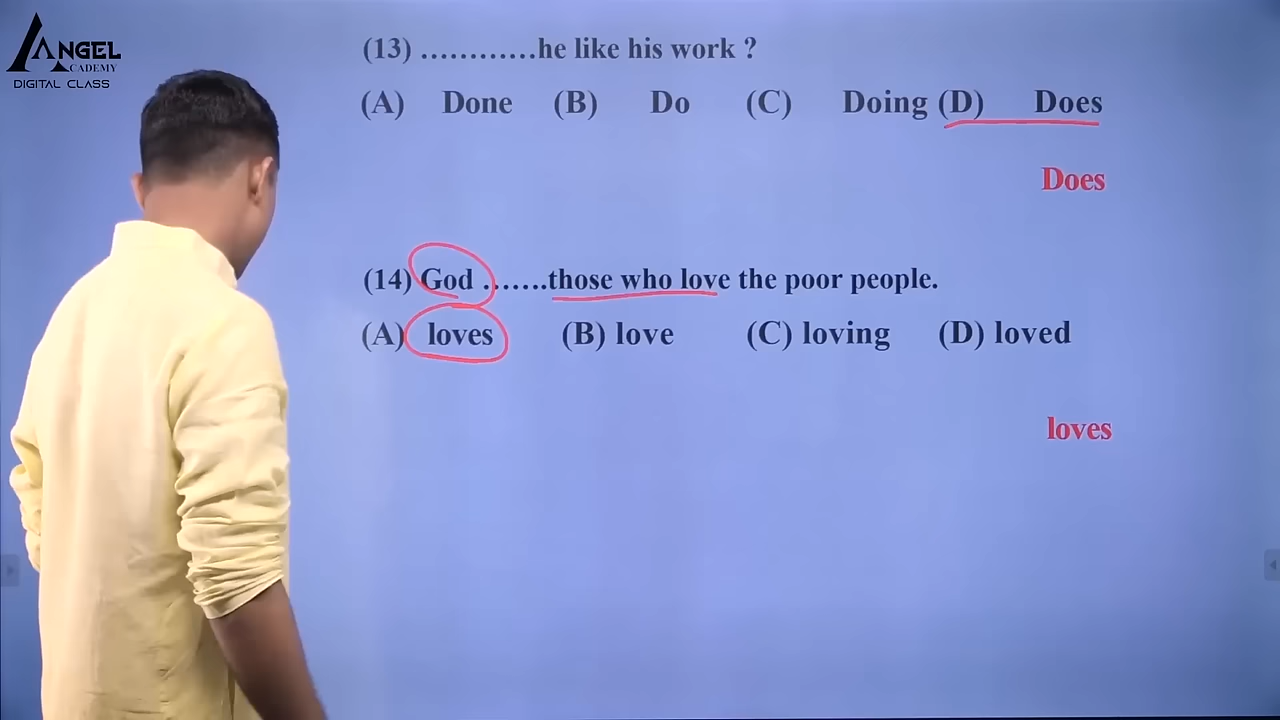 ANGEL
ACADEMY
DIGITAL CLASS
(13) ............he like his work ?
(A) Done (B) Do (C) Doing (D) Does
Does
(14) God .......those who love the poor people.
(A) loves (B) love (C) loving (D) loved
loves